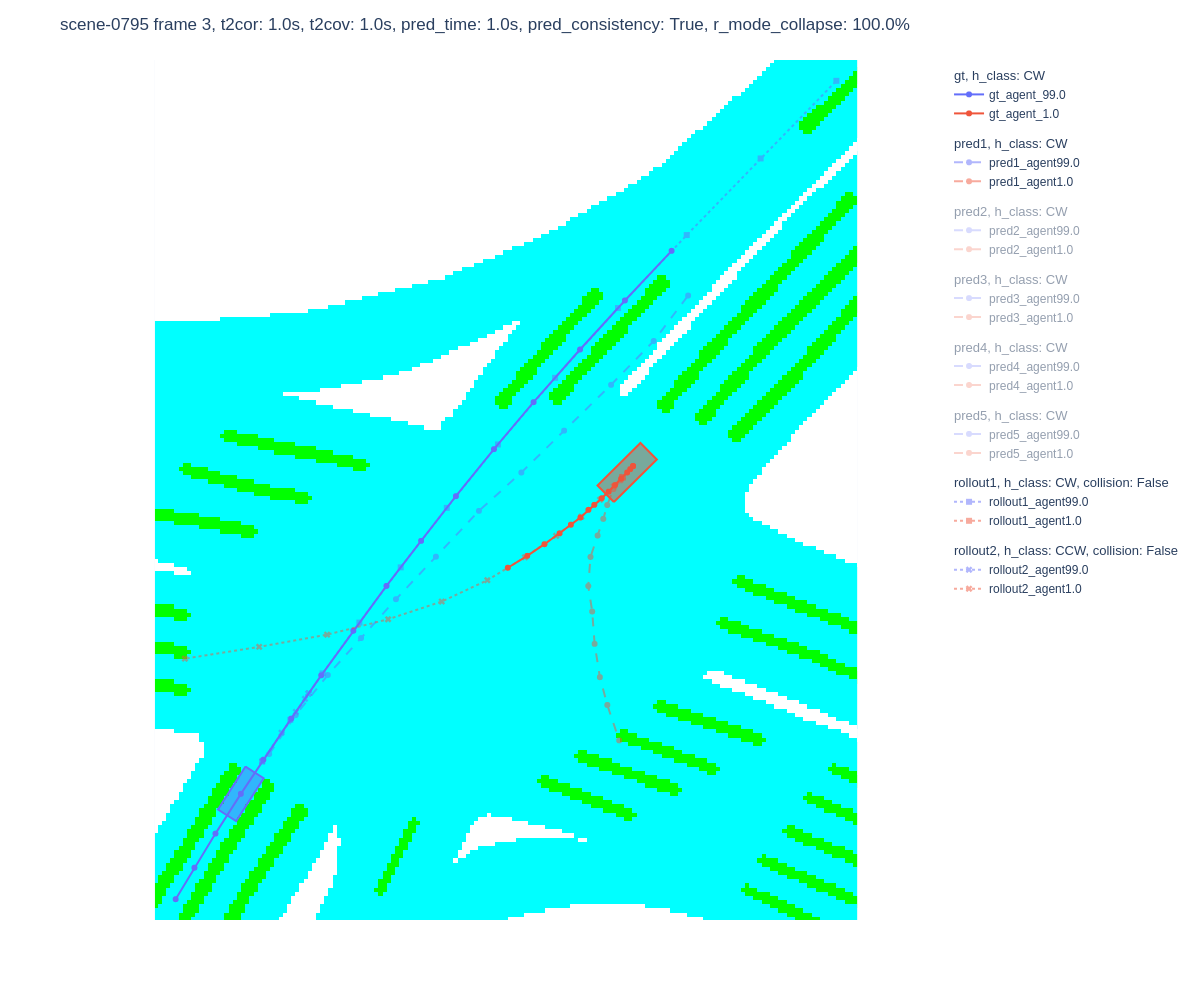 scene-0795 frame 3, t2cor: 1.0s, t2cov: 1.0s, pred_time: 1.0s, pred_consistency: True, r_mode_collapse: 100.0%
gt, h_class: CW
gt_agent_99.0
gt_agent_1.0
pred1, h_class: CW
pred1_agent99.0
pred1_agent1.0
pred2, h_class: CW
pred2_agent99.0
pred2_agent1.0
pred3, h_class: CW
pred3_agent99.0
pred3_agent1.0
pred4, h_class: CW
pred4_agent99.0
pred4_agent1.0
pred5, h_class: CW
pred5_agent99.0
pred5_agent1.0
rollout1, h_class: CW, collision: False
rollout1_agent99.0
rollout1_agent1.0
rollout2, h_class: CCW, collision: False
rollout2_agent99.0
rollout2_agent1.0